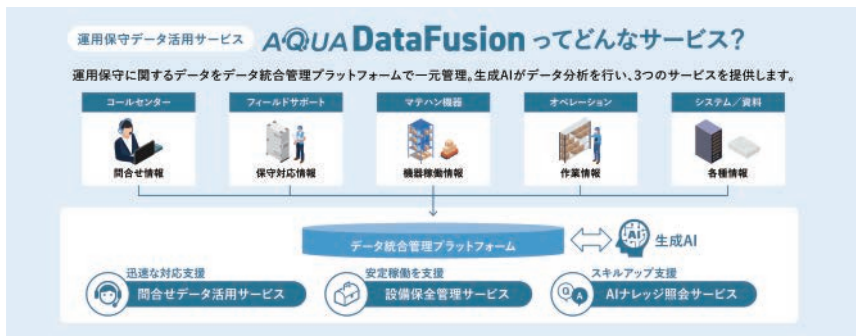 運用保守データ活用サービス AQUA DataFusion ってどんなサービス？
運用保守に関するデータをデータ統合管理プラットフォームで一元管理。生成AIがデータ分析を行い、3つのサービスを提供します。
コールセンター
問合せ情報
フィールドサポート
保守対応情報
マテハン機器
機器稼働情報
オペレーション
作業情報
システム／資料
各種情報
データ統合管理プラットフォーム
AI 生成AI
迅速な対応支援
問合せデータ活用サービス
安定稼働を支援
設備保全管理サービス
スキルアップ支援
Q A AIナレッジ照会サービス